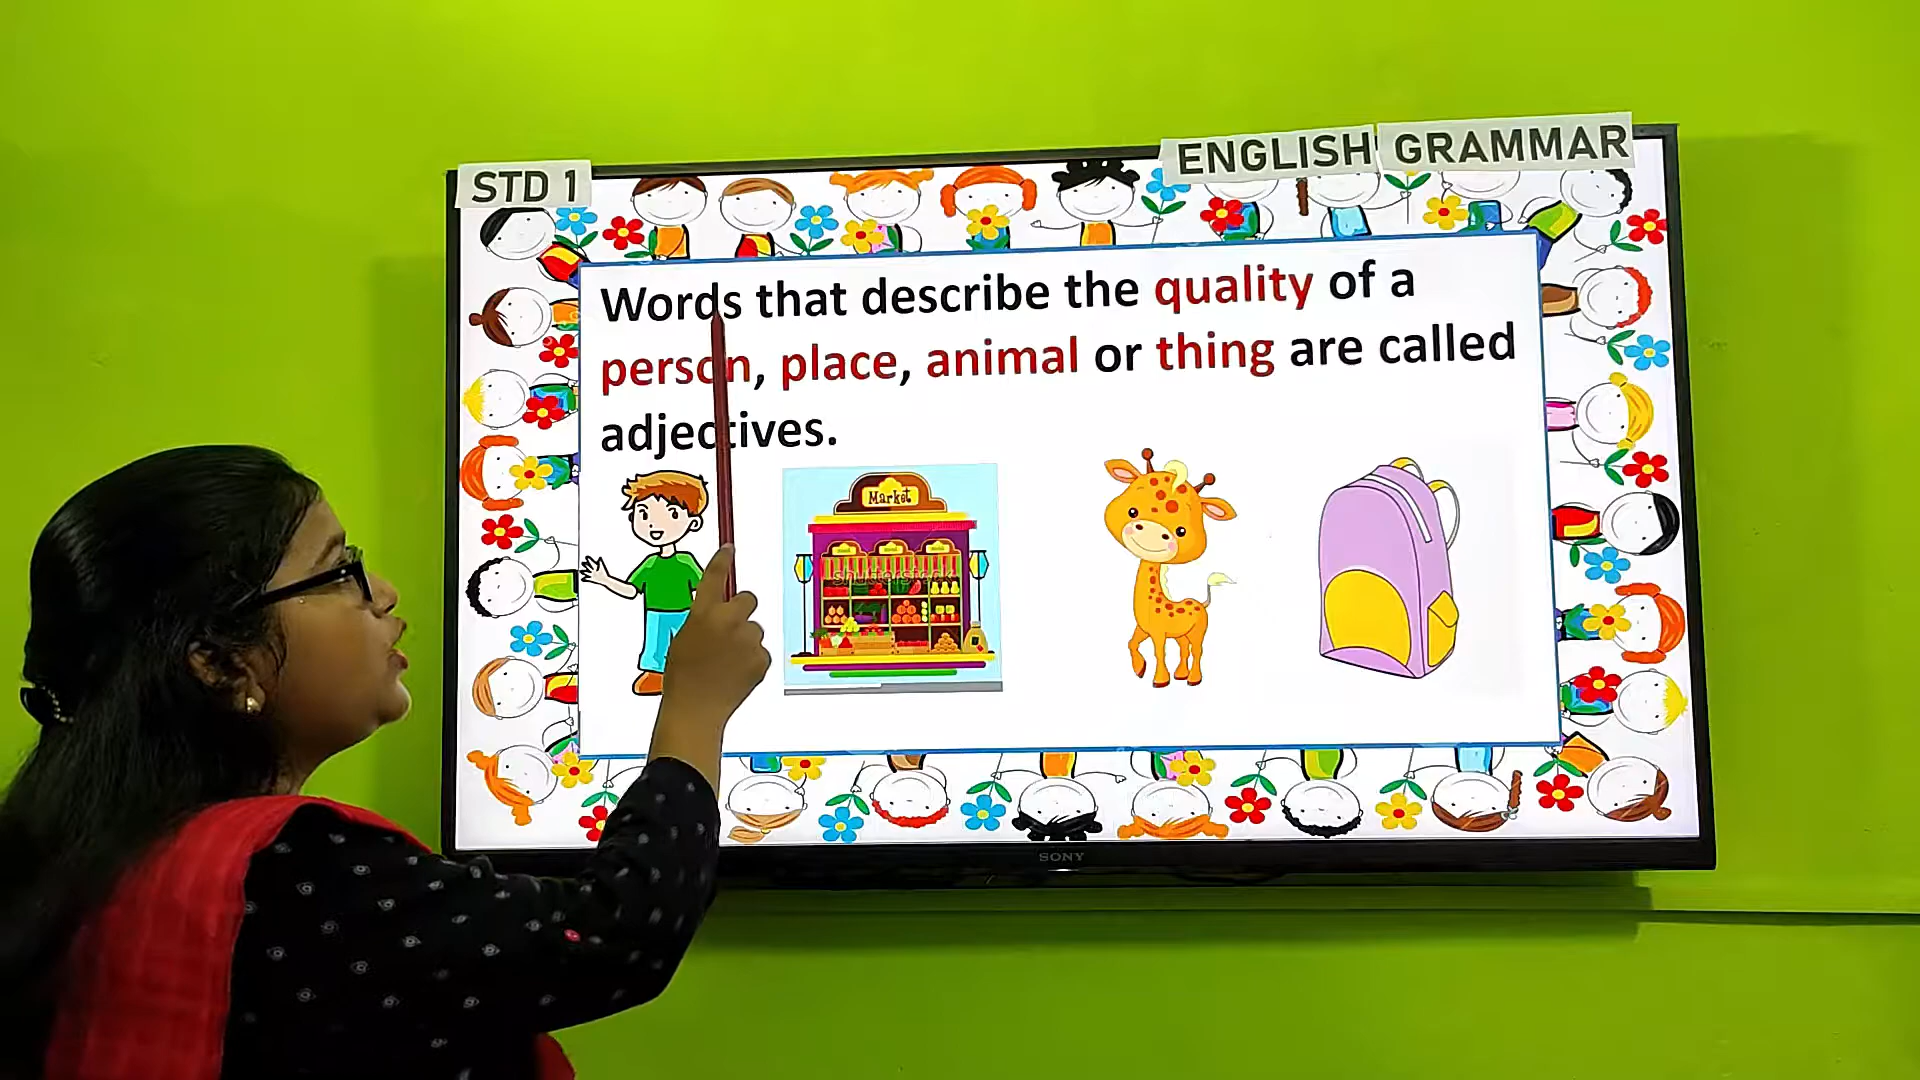 STD 1
ENGLISH GRAMMAR
Words that describe the quality of a
person, place, animal or thing are called
adjectives.
Market
shutterstock
SONY